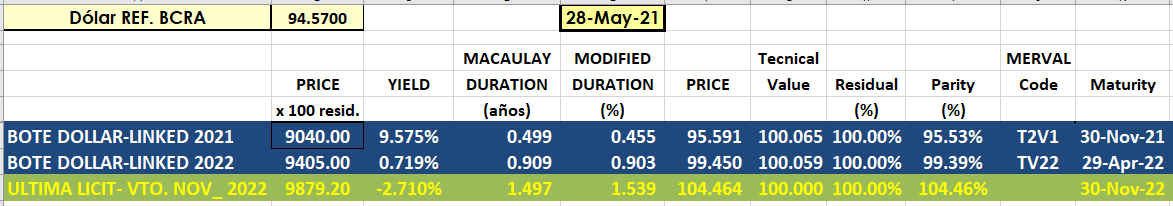 Dólar REF. BCRA 94.5700 28-May-21
MACAULAY MODIFIED Tecnical MERVAL
PRICE YIELD DURATION DURATION PRICE Value Residual Parity Code Maturity
x 100 resid. (años) (%) (%) (%)
BOTE DOLLAR-LINKED 2021 9040.00 9.575% 0.499 0.455 95.591 100.065 100.00% 95.53% T2V1 30-Nov-21
BOTE DOLLAR-LINKED 2022 9405.00 0.719% 0.909 0.903 99.450 100.059 100.00% 99.39% TV22 29-Apr-22
ULTIMA LICIT- VTO. NOV_ 2022 9879.20 -2.710% 1.497 1.539 104.464 100.000 100.00% 104.46% 30-Nov-22